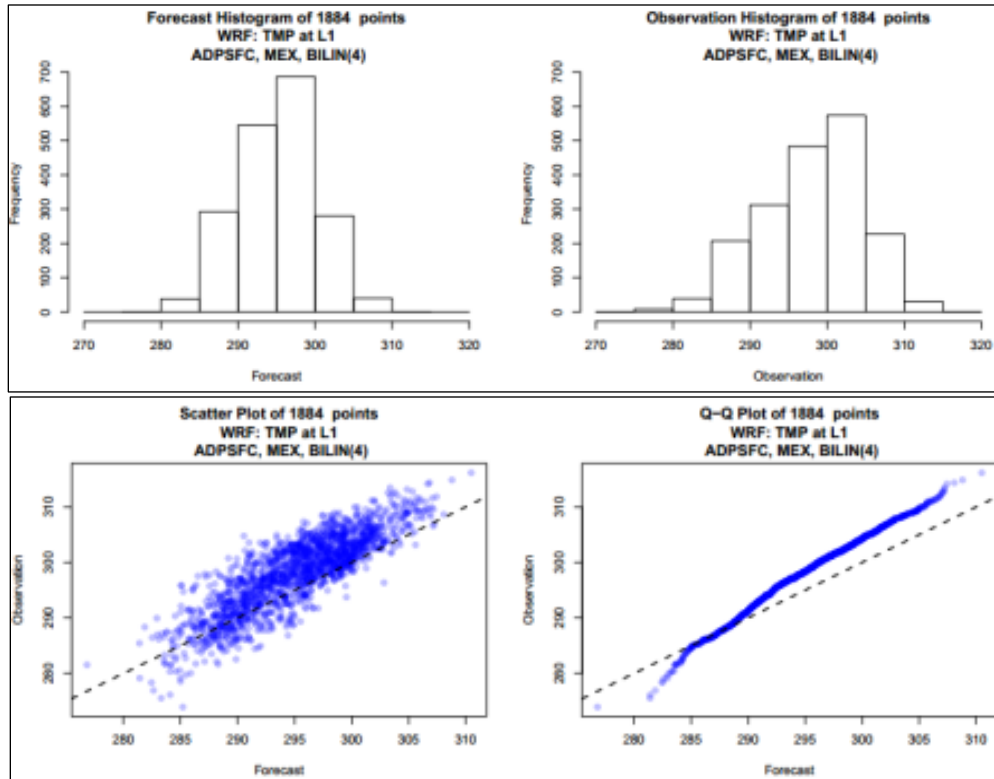 Forecast Histogram of 1884 points
WRF: TMP at L1
ADPSFC, MEX, BILIN(4)
Frequency
700
600
500
400
300
200
100
0
270 280 290 300 310 320
Forecast
Observation Histogram of 1884 points
WRF: TMP at L1
ADPSFC, MEX, BILIN(4)
Frequency
700
600
500
400
300
200
100
0
270 280 290 300 310 320
Observation
Scatter Plot of 1884 points
WRF: TMP at L1
ADPSFC, MEX, BILIN(4)
Observation
310
300
290
280
280 285 290 295 300 305 310
Forecast
Q-Q Plot of 1884 points
WRF: TMP at L1
ADPSFC, MEX, BILIN(4)
Observation
310
300
290
280
280 285 290 295 300 305 310
Forecast